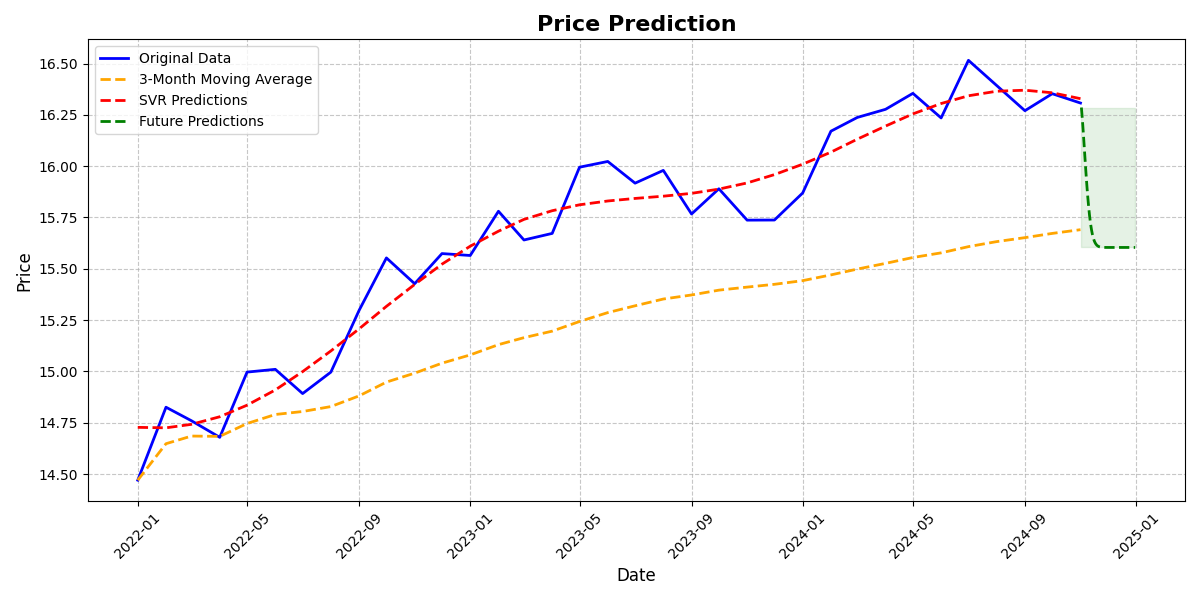 Price Prediction
Original Data
3-Month Moving Average
SVR Predictions
Future Predictions
Price
16.50
16.25
16.00
15.75
15.50
15.25
15.00
14.75
14.50
2022-01
2022-05
2022-09
2023-01
2023-05
2023-09
2024-01
2024-05
2024-09
2025-01
Date